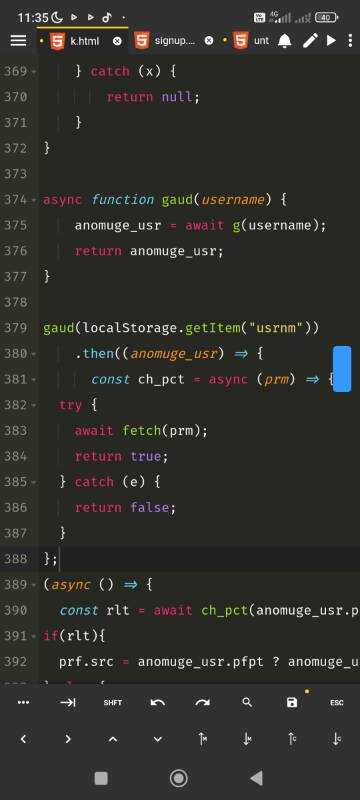 11:35 4G 40
k.html signup.... unt
369 } catch (x) {
370 return null;
371 }
372 }
373
374 async function gaud(username) {
375 anomuge_usr = await g(username);
376 return anomuge_usr;
377 }
378
379 gaud(localStorage.getItem("usrnm"))
380 .then((anomuge_usr) => {
381 const ch_pct = async (prm) => {
382 try {
383 await fetch(prm);
384 return true;
385 } catch (e) {
386 return false;
387 }
388 };
389 (async () => {
390 const rlt = await ch_pct(anomuge_usr.p
391 if(rlt){
392 prf.src = anomuge_usr.pfpt ? anomuge_u
SHFT ESC